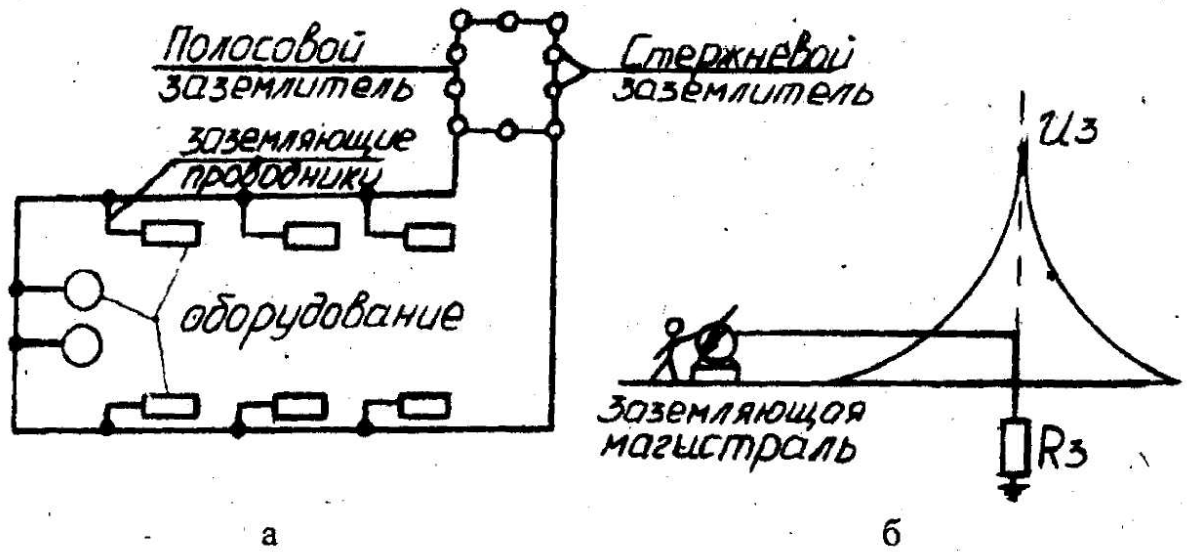 Полосовой
заземлитель
Стержневой
заземлитель
заземляющие
проводники
оборудование
Uз
Заземляющая
магистраль
Rз
а
б